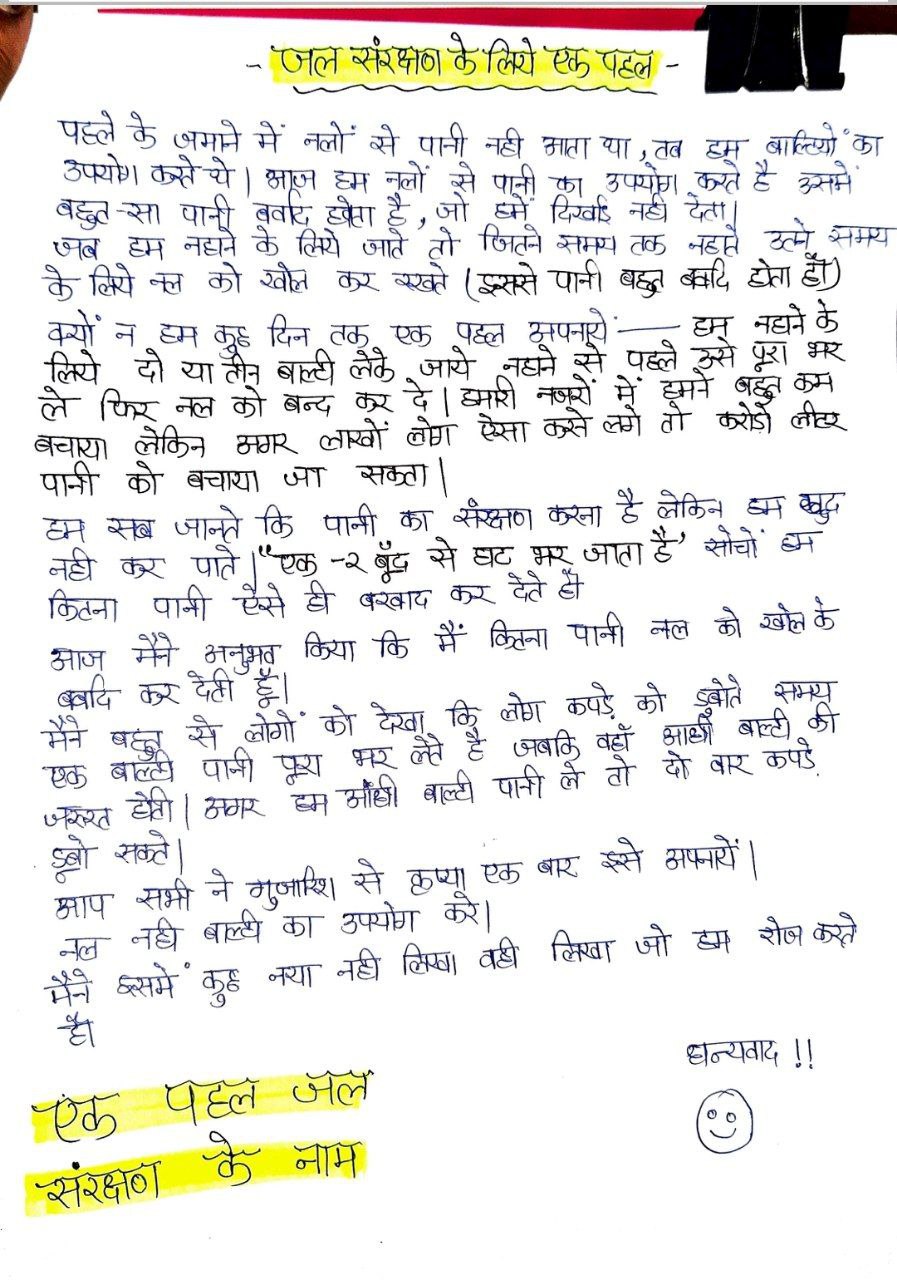 - जल संरक्षण के लिये एक पहल -
पहले के जमाने में नलों से पानी नही आता था, तब हम बाल्टियों का
उपयोग करते थे | आज हम नलों से पानी का उपयोग करते है उसमें
बहुत-सा पानी बर्वाद होता है, जो हमें दिखाई नही देता |
जब हम नहाने के लिये जाते तो जितने समय तक नहाते उतने समय
के लिये नल को खोल कर रखते (इससे पानी बहुत बर्वाद होता है।)
क्यों न हम कुछ दिन तक एक पहल अपनाये —— हम नहाने के
लिये दो या तीन बाल्टी लेके जाये नहाने से पहले उसे पूरा भर
ले फिर नल को बन्द कर दे | हमारी नजरों में हमने बहुत कम
बचाया लेकिन अगर लाखों लोग ऐसा करने लगे तो करोडो लीटर
पानी को बचाया जा सकता |
हम सब जानते कि पानी का संरक्षण करना है लेकिन हम खुद
नही कर पाते | "एक -२ बूँद से घट भर जाता है" सोचों हम
कितना पानी ऐसे ही बरबाद कर देते है।
आज मैंने अनुभव किया कि मैं कितना पानी नल को खोल के
बर्वाद कर देती हूँ |
मैंने बहुत से लोगों को देखा कि लोग कपड़े को डुबोते समय
एक बाल्टी पानी पूरा भर लेते है जबकि वहाँ आधी बाल्टी की
जरुरत होती | अगर हम आँधी बाल्टी पानी ले तो दो बार कपड़े
डूबो सकते |
आप सभी ने गुजारिश से कृप्या एक बार इसे अपनायें |
नल नही बाल्टी का उपयोग करे |
मैंने इसमें कुछ नया नही लिखा वही लिखा जो हम रोज करते
है।
धन्यवाद !!
एक पहल जल
संरक्षण के नाम